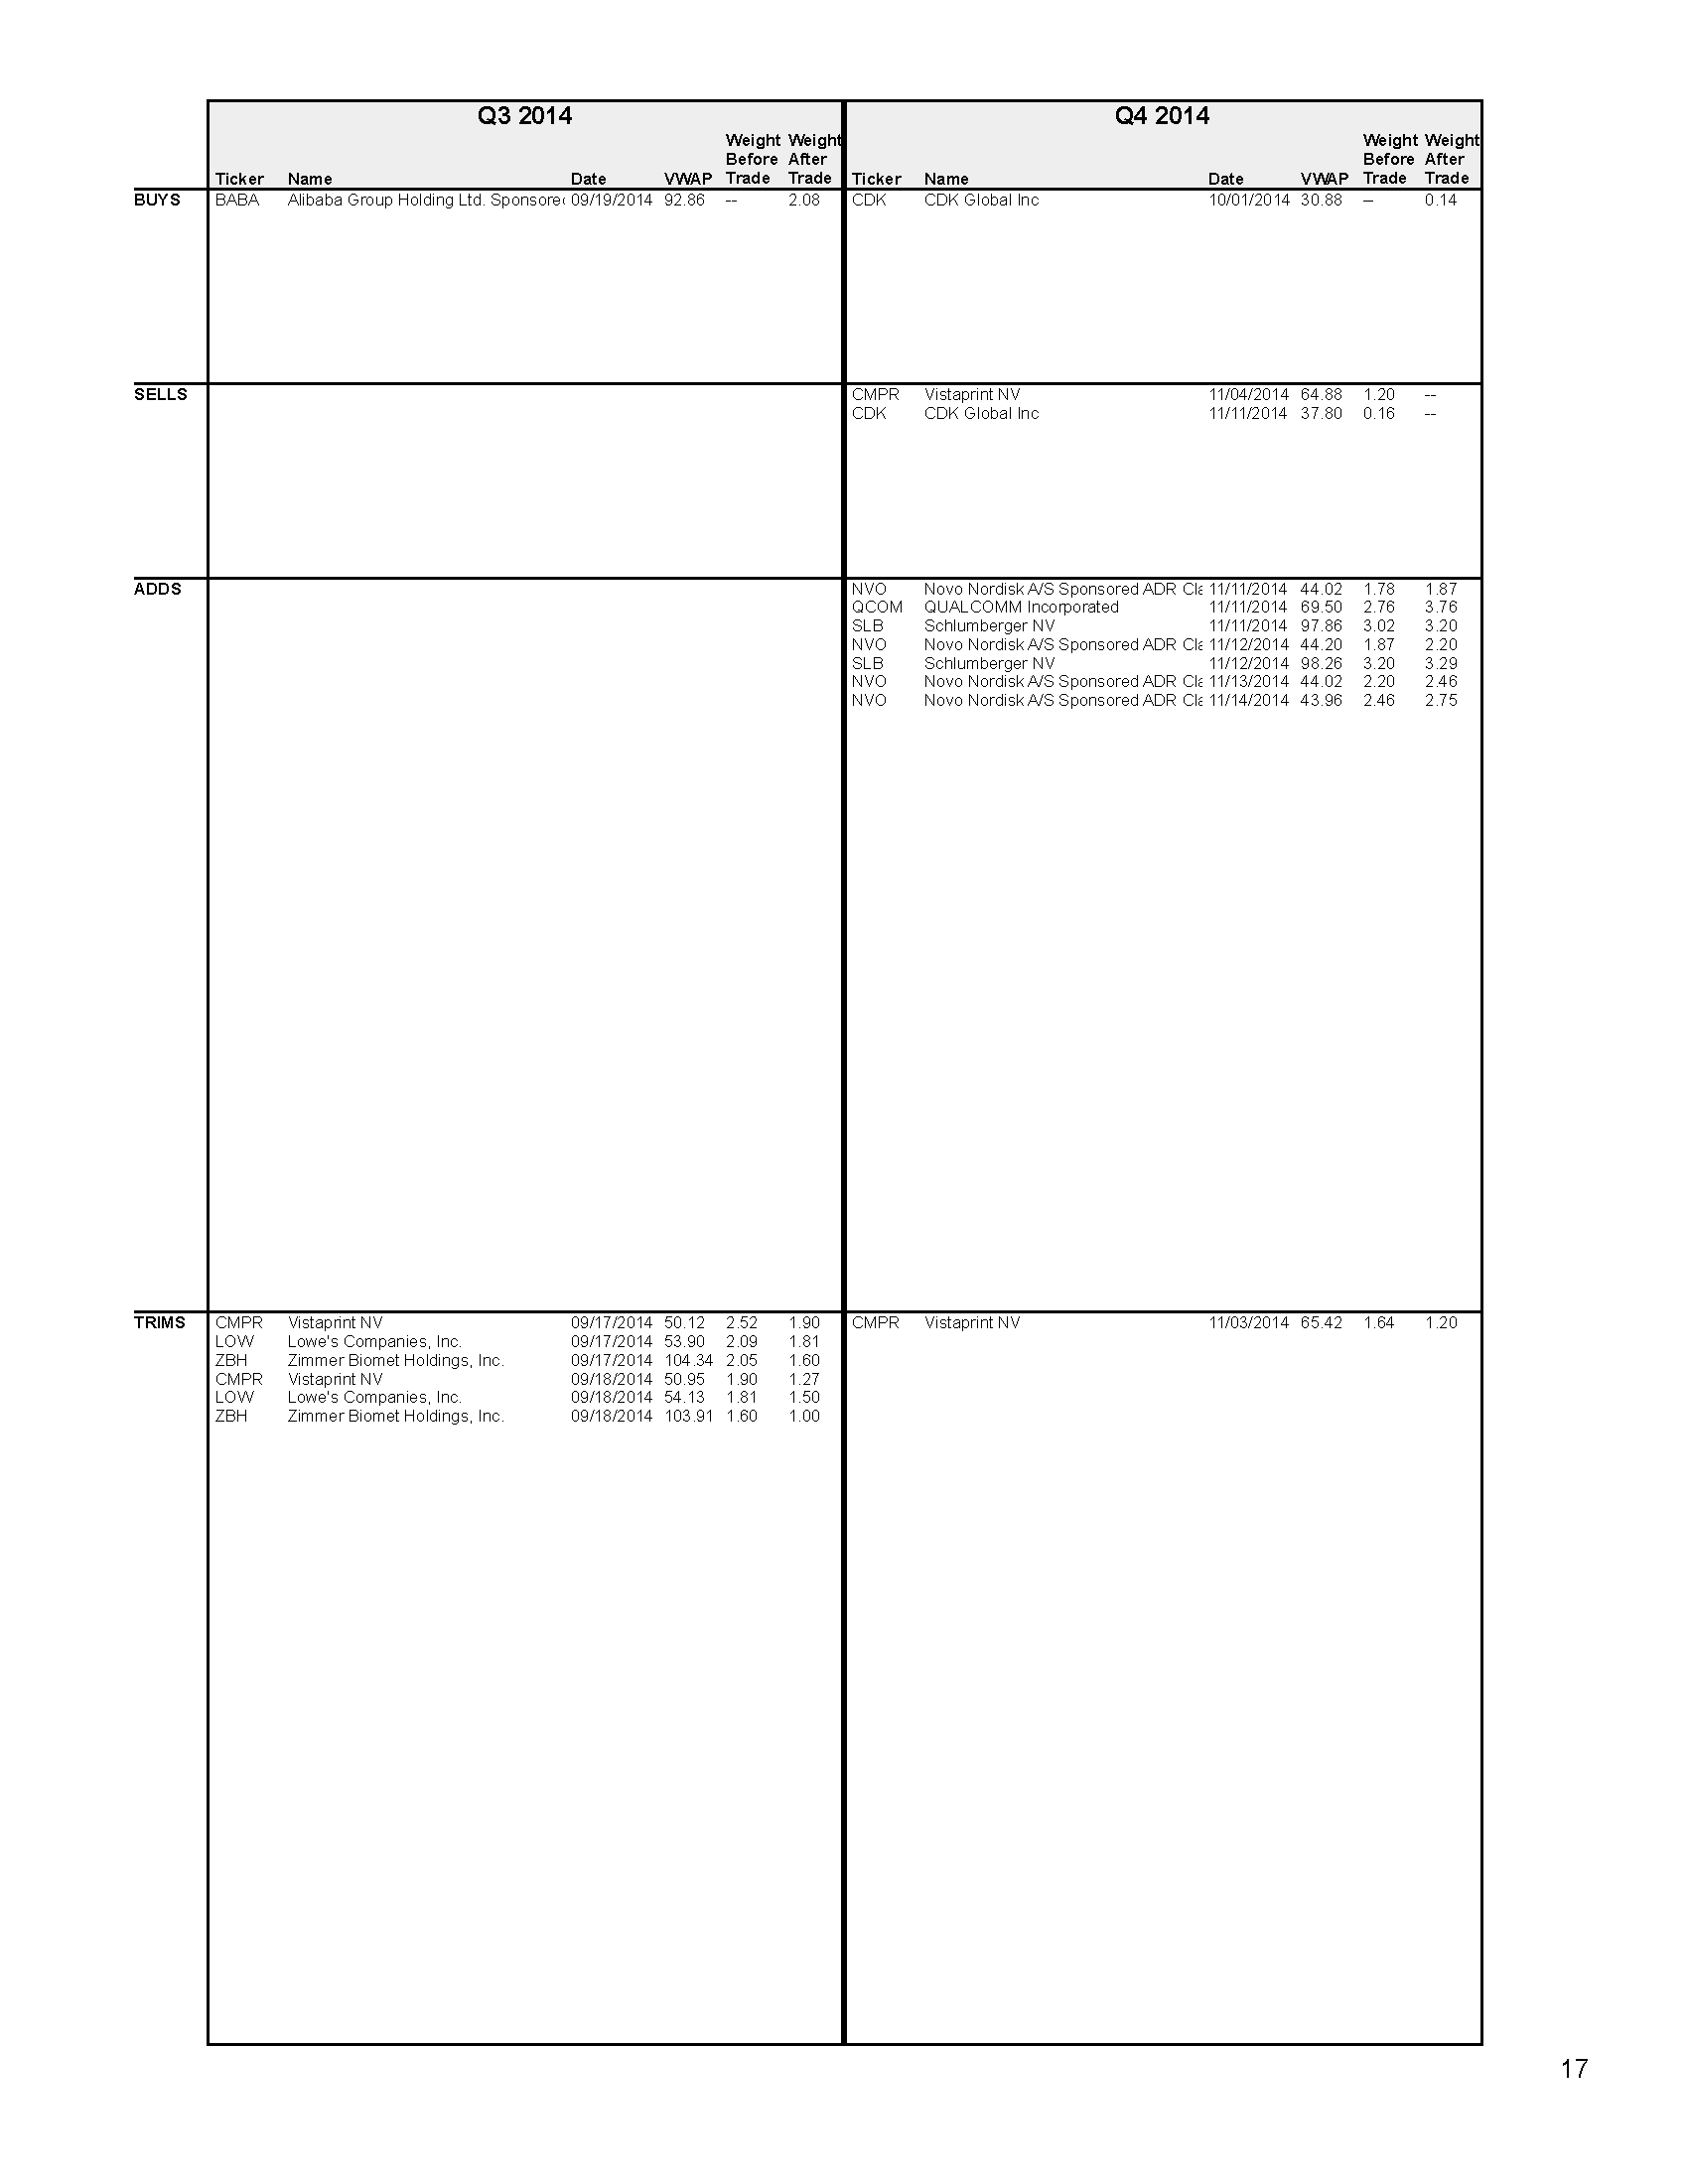 Q3 2014 Q4 2014
Weight Weight Weight Weight
Before After Before After
Ticker Name Date VWAP Trade Trade Ticker Name Date VWAP Trade Trade
BUYS BABA Alibaba Group Holding Ltd. Sponsore 09/19/2014 92.86 -- 2.08 CDK CDK Global Inc 10/01/2014 30.88 -- 0.14
SELLS CMPR Vistaprint NV 11/04/2014 64.88 1.20 --
CDK CDK Global Inc 11/11/2014 37.80 0.16 --
ADDS NVO Novo Nordisk A/S Sponsored ADR Cla 11/11/2014 44.02 1.78 1.87
QCOM QUALCOMM Incorporated 11/11/2014 69.50 2.76 3.76
SLB Schlumberger NV 11/11/2014 97.86 3.02 3.20
NVO Novo Nordisk A/S Sponsored ADR Cla 11/12/2014 44.20 1.87 2.20
SLB Schlumberger NV 11/12/2014 98.26 3.20 3.29
NVO Novo Nordisk A/S Sponsored ADR Cla 11/13/2014 44.02 2.20 2.46
NVO Novo Nordisk A/S Sponsored ADR Cla 11/14/2014 43.96 2.46 2.75
TRIMS CMPR Vistaprint NV 09/17/2014 50.12 2.52 1.90 CMPR Vistaprint NV 11/03/2014 65.42 1.64 1.20
LOW Lowe's Companies, Inc. 09/17/2014 53.90 2.09 1.81
ZBH Zimmer Biomet Holdings, Inc. 09/17/2014 104.34 2.05 1.60
CMPR Vistaprint NV 09/18/2014 50.95 1.90 1.27
LOW Lowe's Companies, Inc. 09/18/2014 54.13 1.81 1.50
ZBH Zimmer Biomet Holdings, Inc. 09/18/2014 103.91 1.60 1.00
17